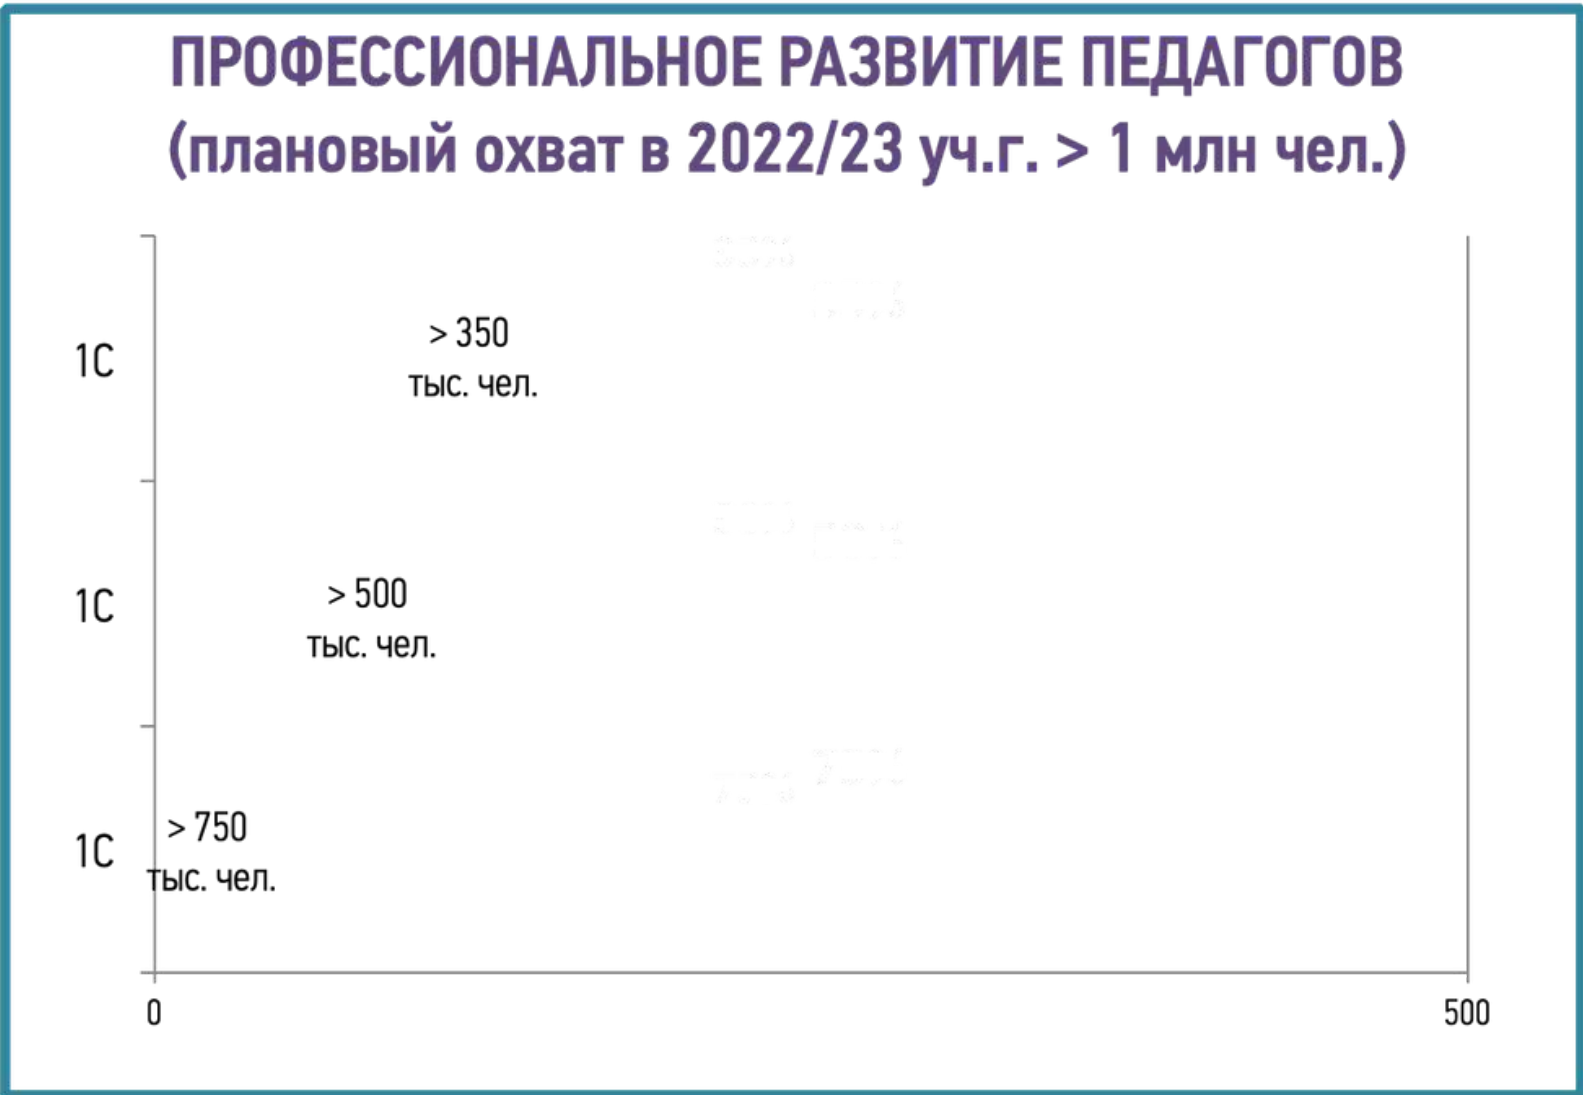 ПРОФЕССИОНАЛЬНОЕ РАЗВИТИЕ ПЕДАГОГОВ
(плановый охват в 2022/23 уч.г. > 1 млн чел.)
1С
> 350
тыс. чел.
1С
> 500
тыс. чел.
1С
> 750
тыс. чел.
0
500